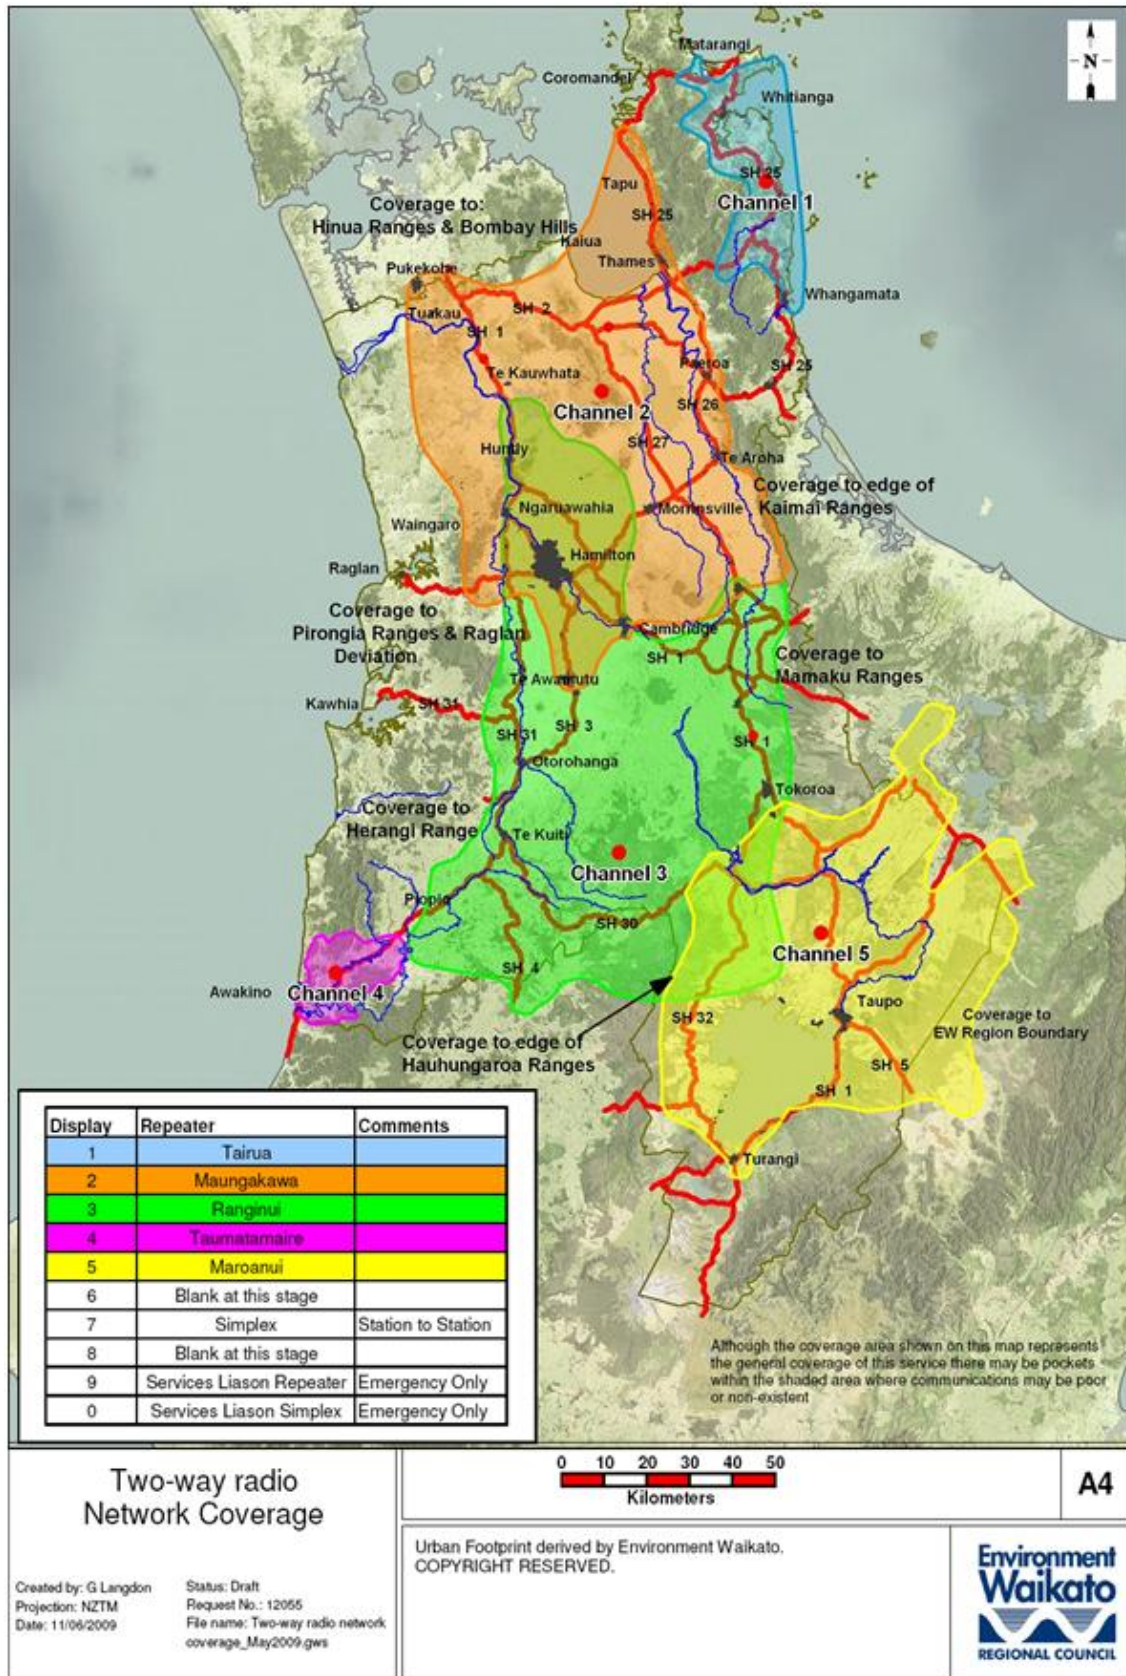 Matarangi
Coromandel
N
Whitianga
SH 25
Channel 1
Tapu
Coverage to:
Hinua Ranges & Bombay Hills
SH 25
Kaiua
Thames
Pukekohe
Whangamata
Tuakau
SH 2
SH 1
Te Kauwhata
Paeroa
SH 25
Channel 2
SH 26
Huntly
SH 27
Te Aroha
Coverage to edge of
Kaimai Ranges
Ngaruawahia
Morrinsville
Waingaro
Hamilton
Raglan
Coverage to
Pirongia Ranges & Raglan
Deviation
Cambridge
SH 1
Coverage to
Mamaku Ranges
Te Awamutu
Kawhia
SH 31
SH 31
SH 3
SH 1
Otorohanga
Tokoroa
Coverage to
Herangi Range
Te Kuiti
Channel 3
Piopio
SH 30
Channel 5
SH 4
Awakino
Channel 4
Taupo
SH 32
Coverage to
EW Region Boundary
Coverage to edge of
Hauhungaroa Ranges
SH 5
SH 1
Turangi
Display Repeater Comments
1 Tairua
2 Maungakawa
3 Ranginui
4 Taumatamaire
5 Maroanui
6 Blank at this stage
7 Simplex Station to Station
8 Blank at this stage
9 Services Liason Repeater Emergency Only
0 Services Liason Simplex Emergency Only
Although the coverage area shown on this map represents
the general coverage of this service there may be pockets
within the shaded area where communications may be poor
or non-existent
Two-way radio
Network Coverage
Created by: G Langdon
Projection: NZTM
Date: 11/06/2009
Status: Draft
Request No.: 12055
File name: Two-way radio network
coverage_May2009.gws
0 10 20 30 40 50
Kilometers
A4
Urban Footprint derived by Environment Waikato.
COPYRIGHT RESERVED.
Environment
Waikato
REGIONAL COUNCIL